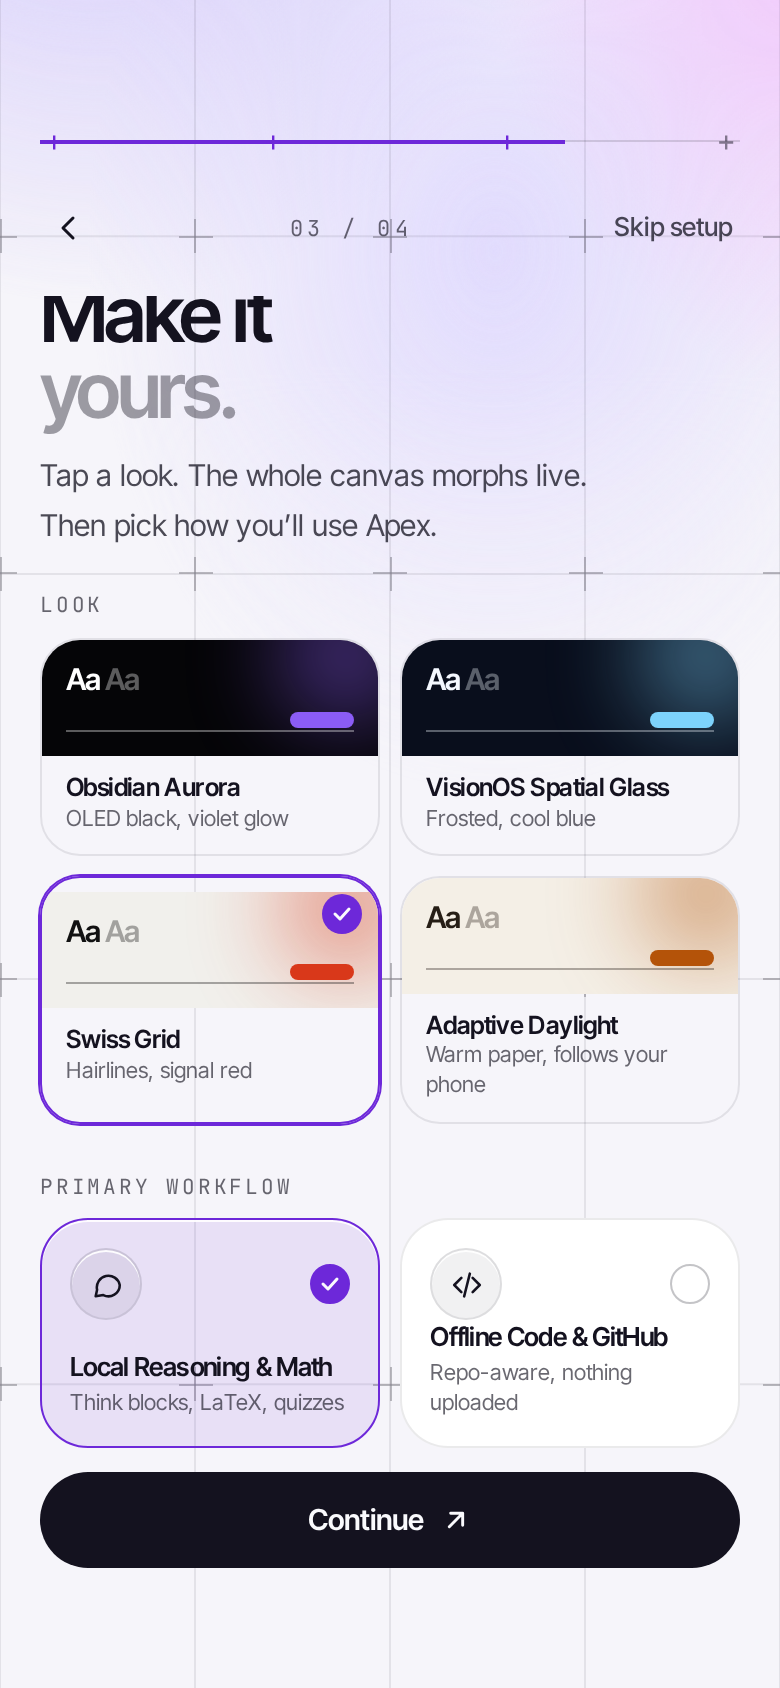 03 / 04
Skip setup
Make it
yours.
Tap a look. The whole canvas morphs live.
Then pick how you’ll use Apex.
LOOK
Aa Aa
Obsidian Aurora
OLED black, violet glow
Aa Aa
VisionOS Spatial Glass
Frosted, cool blue
Aa Aa
Swiss Grid
Hairlines, signal red
Aa Aa
Adaptive Daylight
Warm paper, follows your
phone
PRIMARY WORKFLOW
Local Reasoning & Math
Think blocks, LaTeX, quizzes
Offline Code & GitHub
Repo-aware, nothing
uploaded
Continue